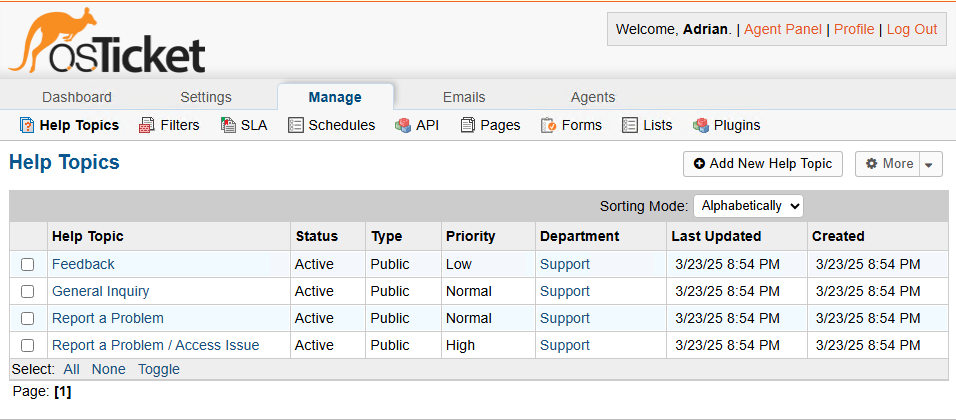 osTicket
Welcome, Adrian. | Agent Panel | Profile | Log Out
Dashboard Settings Manage Emails Agents
Help Topics Filters SLA Schedules API Pages Forms Lists Plugins
Help Topics Add New Help Topic More
Sorting Mode: Alphabetically
Help Topic Status Type Priority Department Last Updated Created
Feedback Active Public Low Support 3/23/25 8:54 PM 3/23/25 8:54 PM
General Inquiry Active Public Normal Support 3/23/25 8:54 PM 3/23/25 8:54 PM
Report a Problem Active Public Normal Support 3/23/25 8:54 PM 3/23/25 8:54 PM
Report a Problem / Access Issue Active Public High Support 3/23/25 8:54 PM 3/23/25 8:54 PM
Select: All None Toggle
Page: [1]